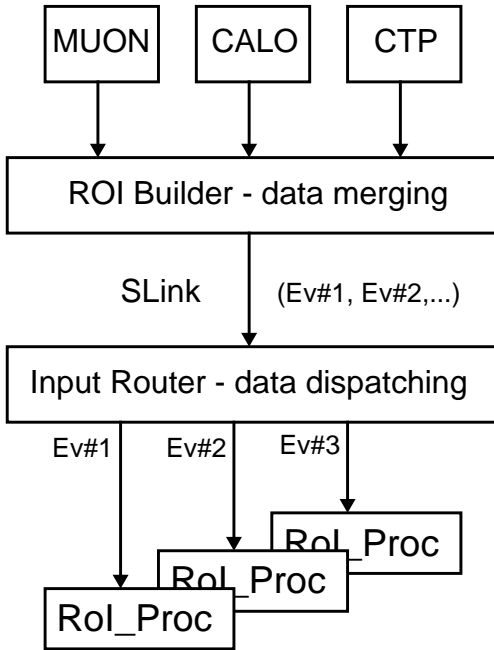 MUON CALO CTP
ROI Builder - data merging
SLink (Ev#1, Ev#2,...)
Input Router - data dispatching
Ev#1 Ev#2 Ev#3
RoI_Proc
RoI_Proc
RoI_Proc